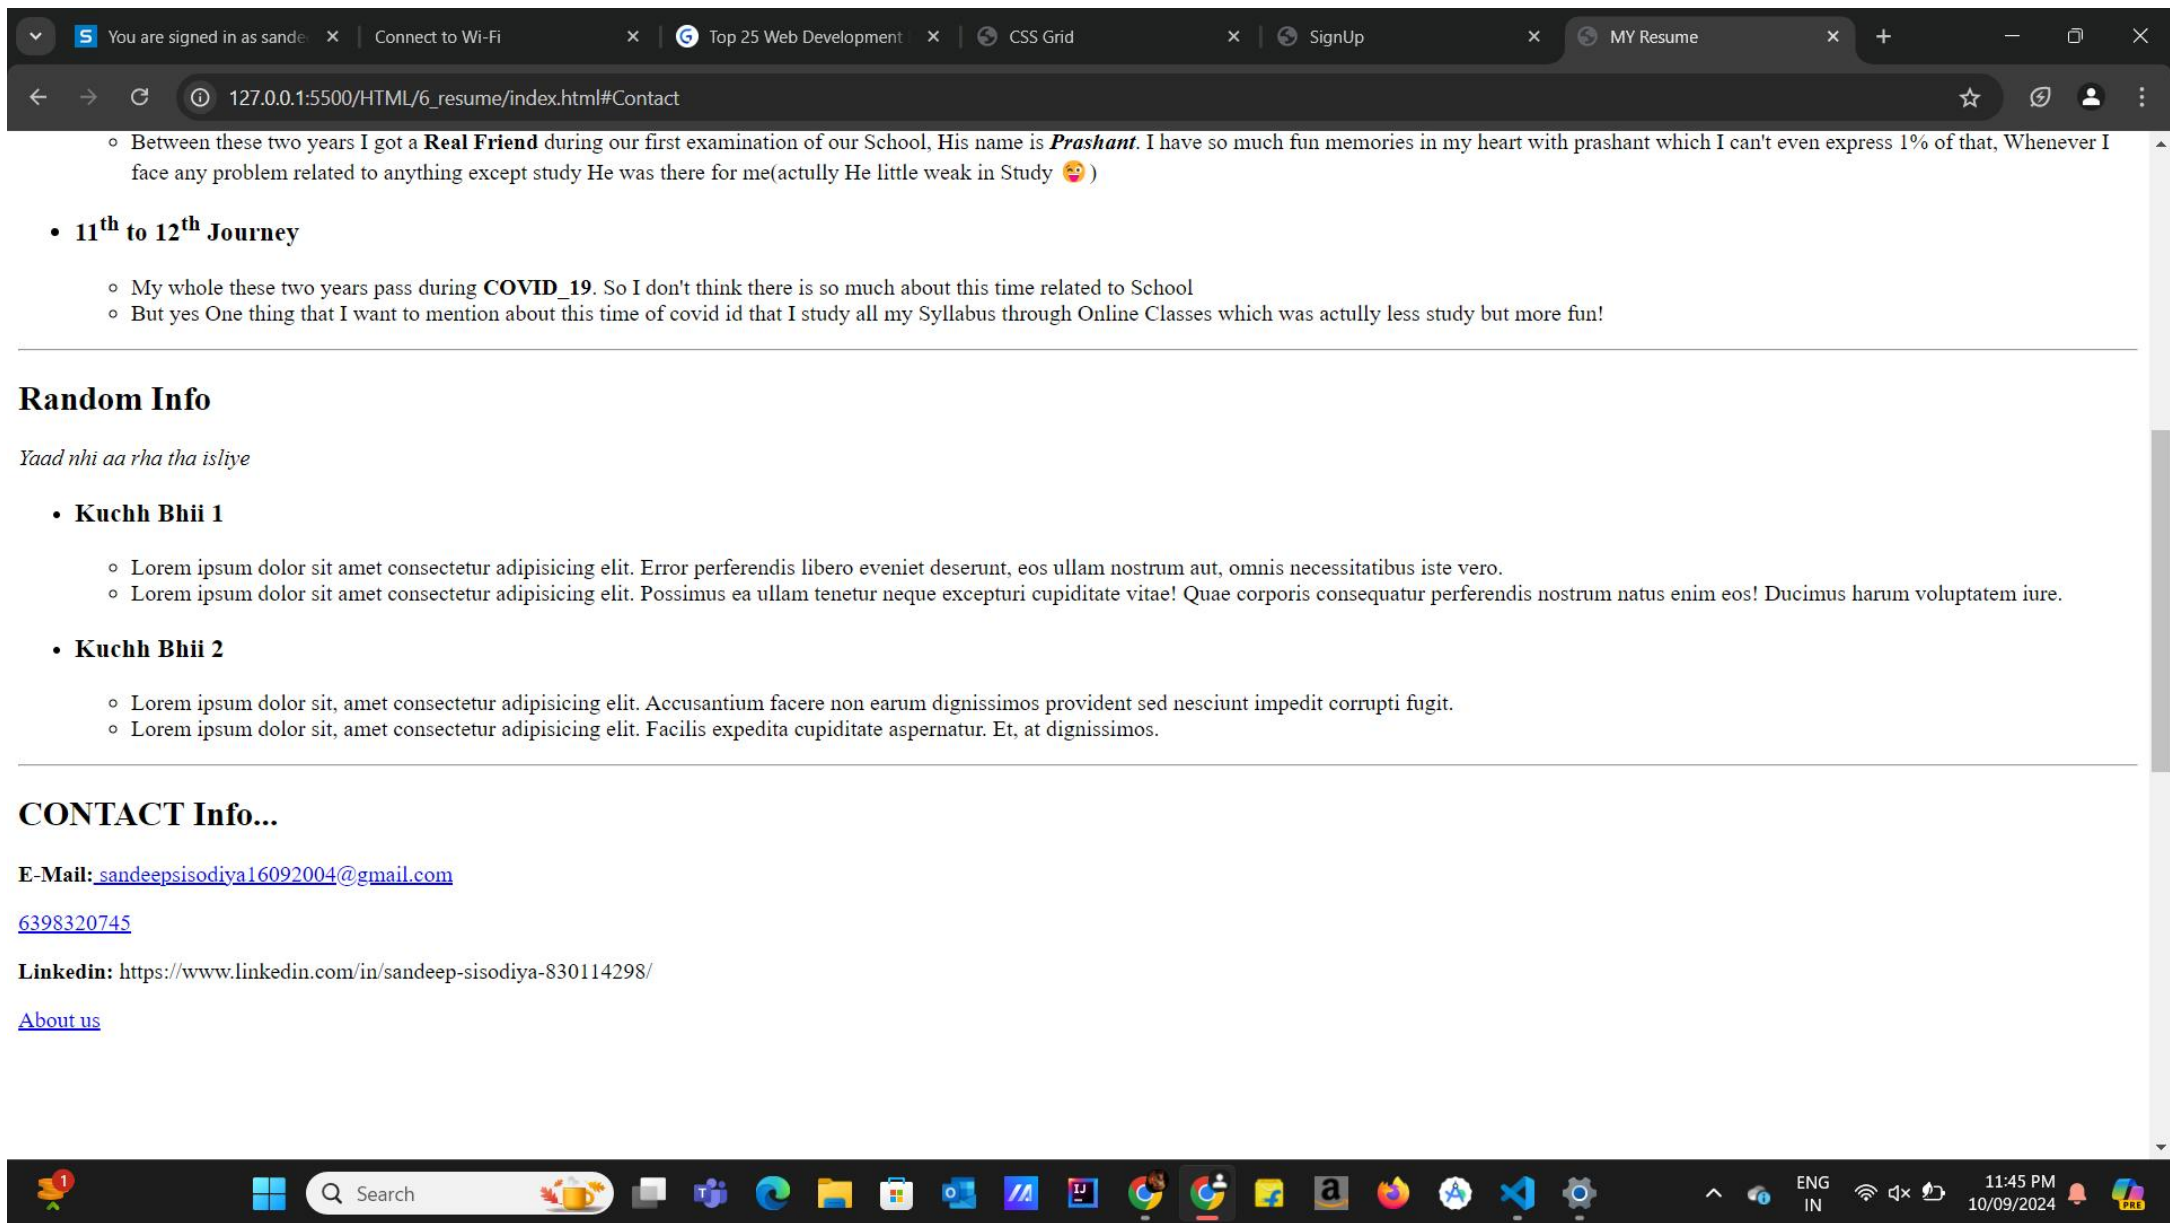 You are signed in as sande
Connect to Wi-Fi
Top 25 Web Development
CSS Grid
SignUp
MY Resume
127.0.0.1:5500/HTML/6_resume/index.html#Contact
Between these two years I got a Real Friend during our first examination of our School, His name is Prashant. I have so much fun memories in my heart with prashant which I can't even express 1% of that, Whenever I
face any problem related to anything except study He was there for me(actully He little weak in Study 😜 )
11th to 12th Journey
My whole these two years pass during COVID_19. So I don't think there is so much about this time related to School
But yes One thing that I want to mention about this time of covid id that I study all my Syllabus through Online Classes which was actully less study but more fun!
Random Info
Yaad nhi aa rha tha isliye
Kuchh Bhii 1
Lorem ipsum dolor sit amet consectetur adipisicing elit. Error perferendis libero eveniet deserunt, eos ullam nostrum aut, omnis necessitatibus iste vero.
Lorem ipsum dolor sit amet consectetur adipisicing elit. Possimus ea ullam tenetur neque excepturi cupiditate vitae! Quae corporis consequatur perferendis nostrum natus enim eos! Ducimus harum voluptatem iure.
Kuchh Bhii 2
Lorem ipsum dolor sit, amet consectetur adipisicing elit. Accusantium facere non earum dignissimos provident sed nesciunt impedit corrupti fugit.
Lorem ipsum dolor sit, amet consectetur adipisicing elit. Facilis expedita cupiditate aspernatur. Et, at dignissimos.
CONTACT Info...
E-Mail: sandeepsisodiya16092004@gmail.com
6398320745
Linkedin: https://www.linkedin.com/in/sandeep-sisodiya-830114298/
About us
1
Search
ENG
IN
11:45 PM
10/09/2024
PRE